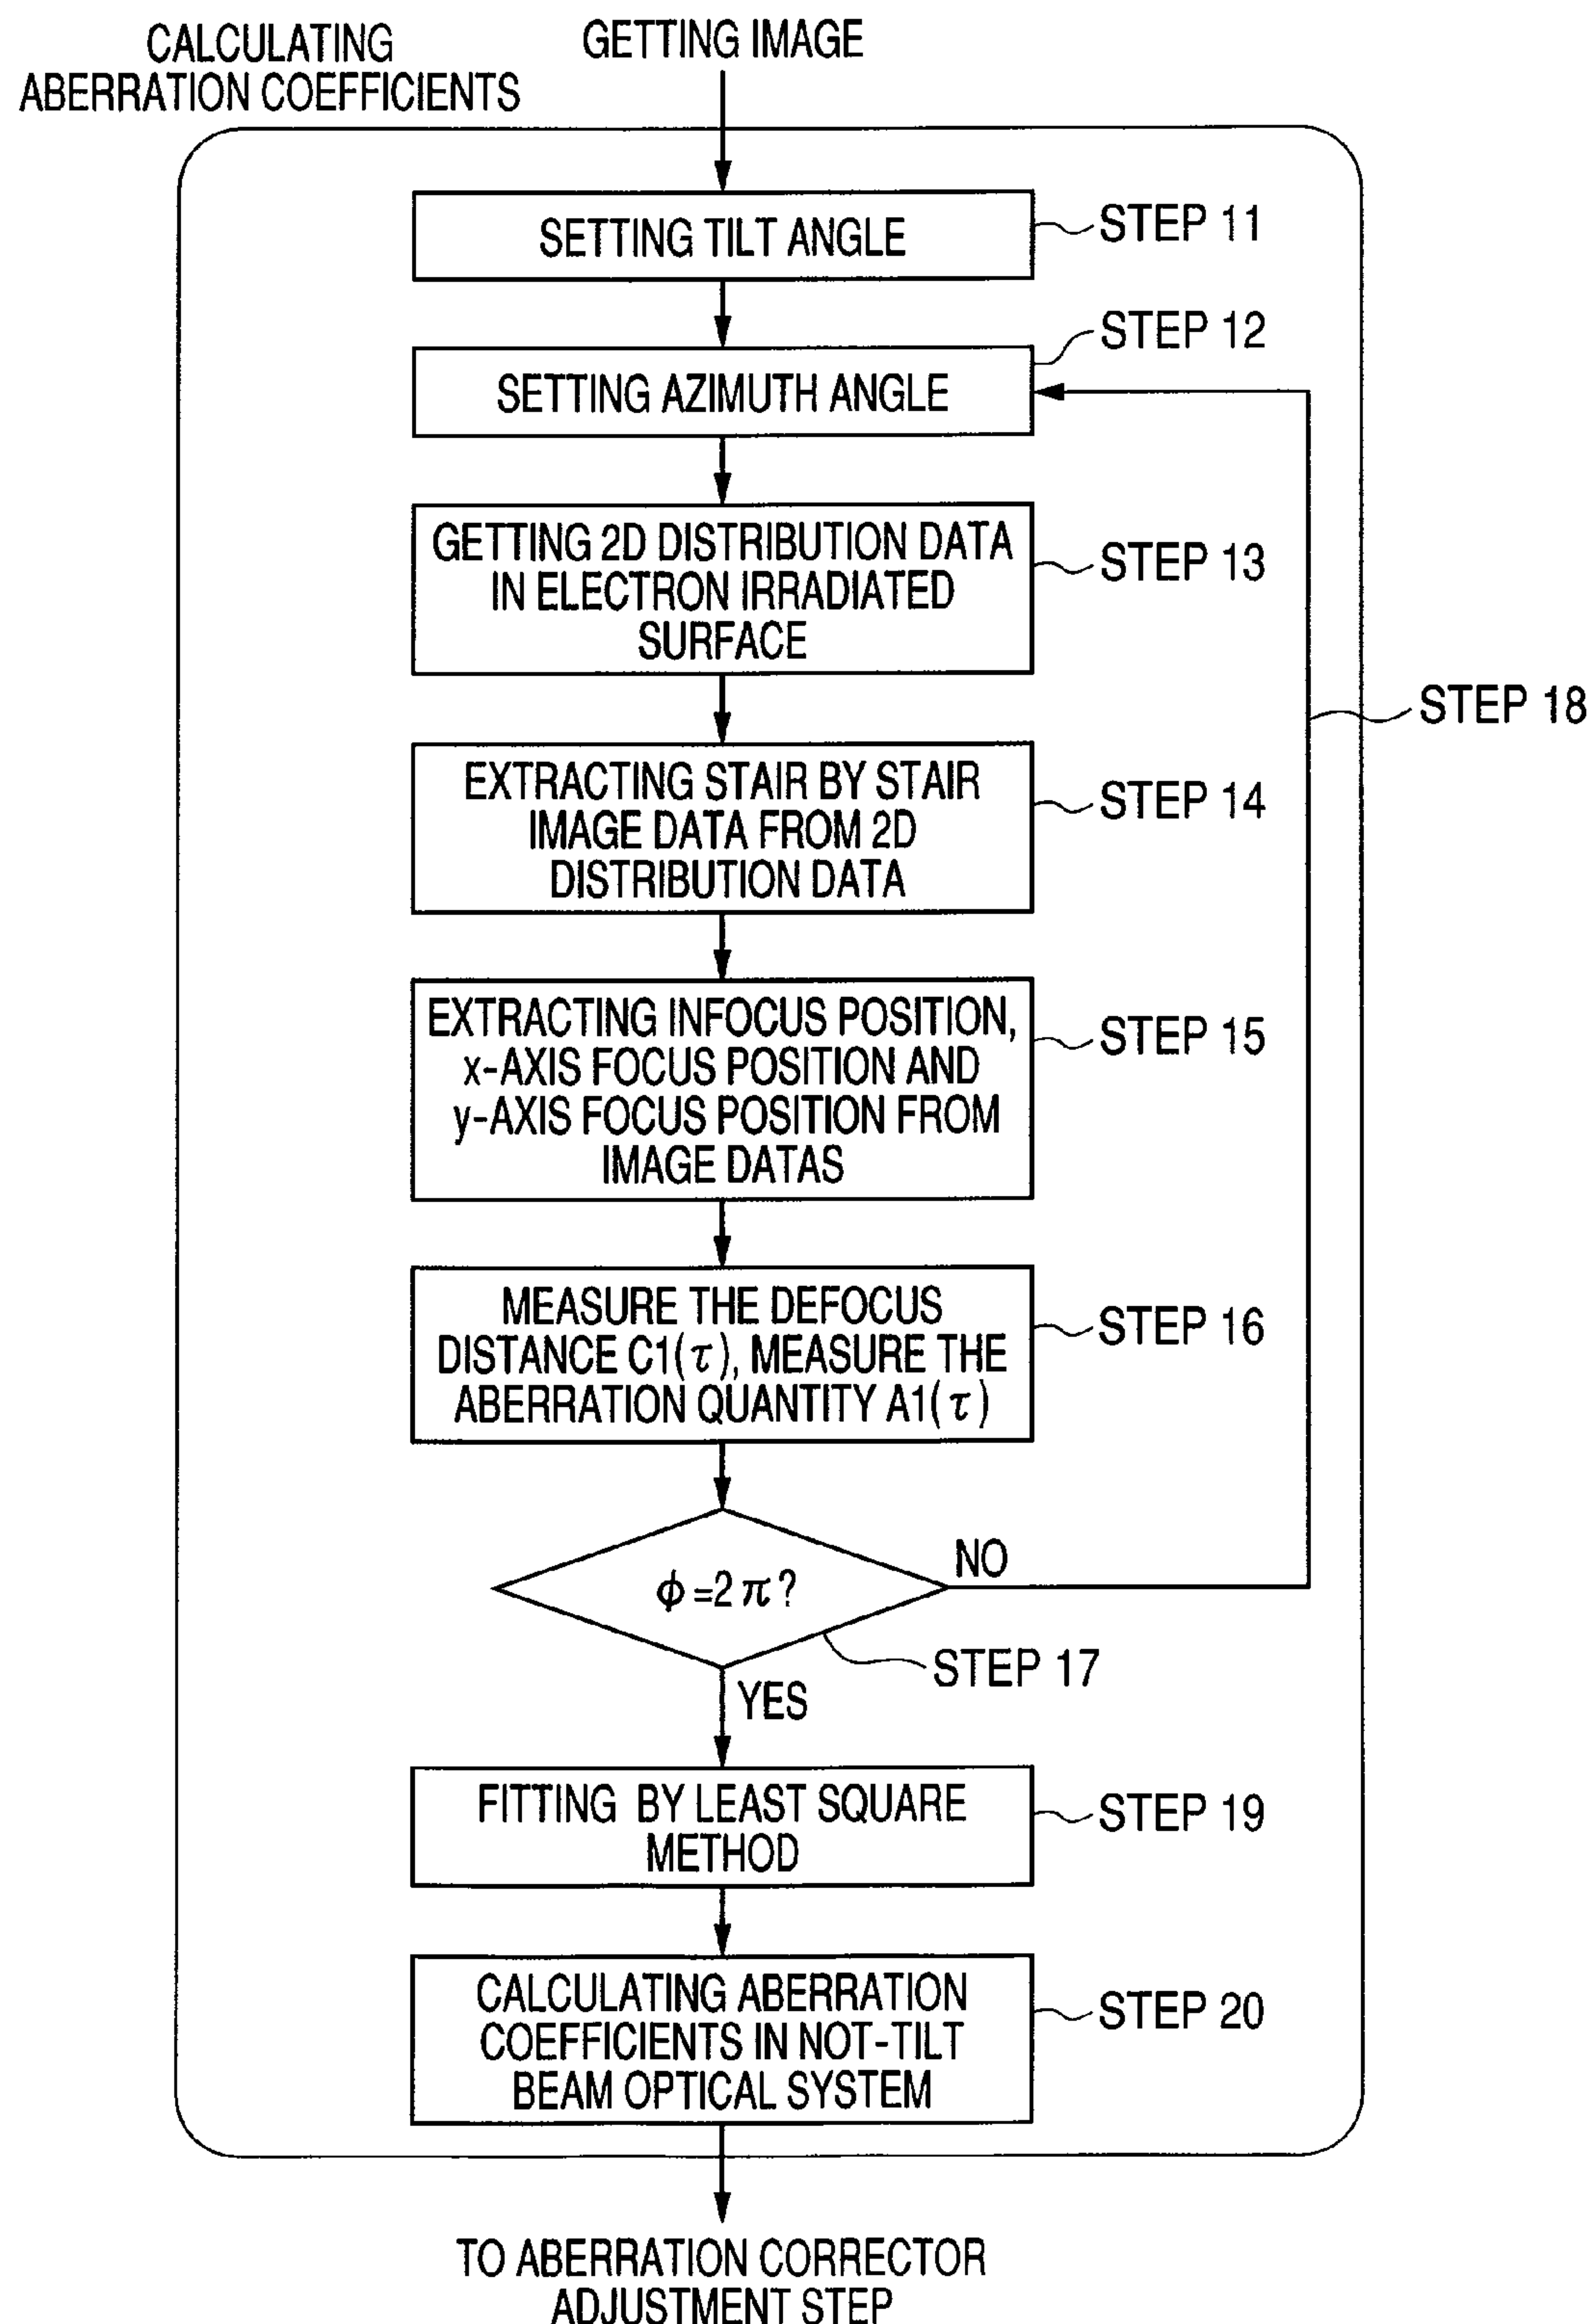 CALCULATING
ABERRATION COEFFICIENTS
GETTING IMAGE
SETTING TILT ANGLE
STEP 11
STEP 12
SETTING AZIMUTH ANGLE
GETTING 2D DISTRIBUTION DATA
IN ELECTRON IRRADIATED
SURFACE
STEP 13
STEP 18
EXTRACTING STAIR BY STAIR
IMAGE DATA FROM 2D
DISTRIBUTION DATA
STEP 14
EXTRACTING INFOCUS POSITION,
x-AXIS FOCUS POSITION AND
y-AXIS FOCUS POSITION FROM
IMAGE DATAS
STEP 15
MEASURE THE DEFOCUS
DISTANCE C1(τ), MEASURE THE
ABERRATION QUANTITY A1(τ)
STEP 16
NO
ϕ=2π?
STEP 17
YES
FITTING BY LEAST SQUARE
METHOD
STEP 19
CALCULATING ABERRATION
COEFFICIENTS IN NOT-TILT
BEAM OPTICAL SYSTEM
STEP 20
TO ABERRATION CORRECTOR
ADJUSTMENT STEP